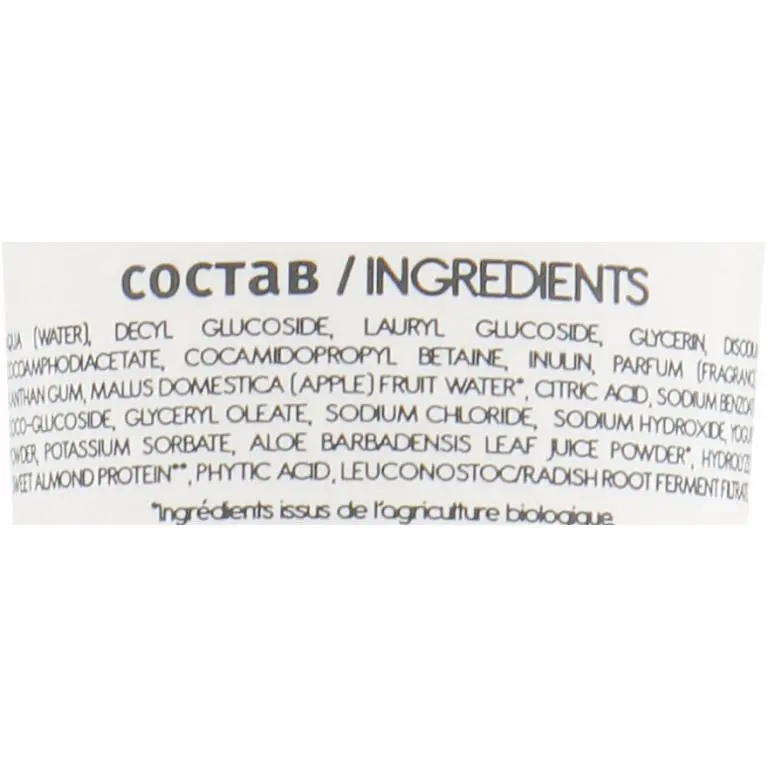 состав / INGREDIENTS
(WATER), DECYL GLUCOSIDE, LAURYL GLUCOSIDE, GLYCERIN,
COCAMIDOPROPYL BETAINE, INULIN, PARFUM
GUM, MALUS DOMESTICA (APPLE) FRUIT WATER*, CITRIC ACID, SODIUM
GLYCERYL OLEATE, SODIUM CHLORIDE, SODIUM HYDROXIDE,
POTASSIUM SORBATE, ALOE BARBADENSIS LEAF JUICE POWDER*,
ALMOND PROTEIN**, PHYTIC ACID, LEUCONOSTOC/RADISH ROOT FERMENT
*Ingrédients issus de l'agriculture biologique